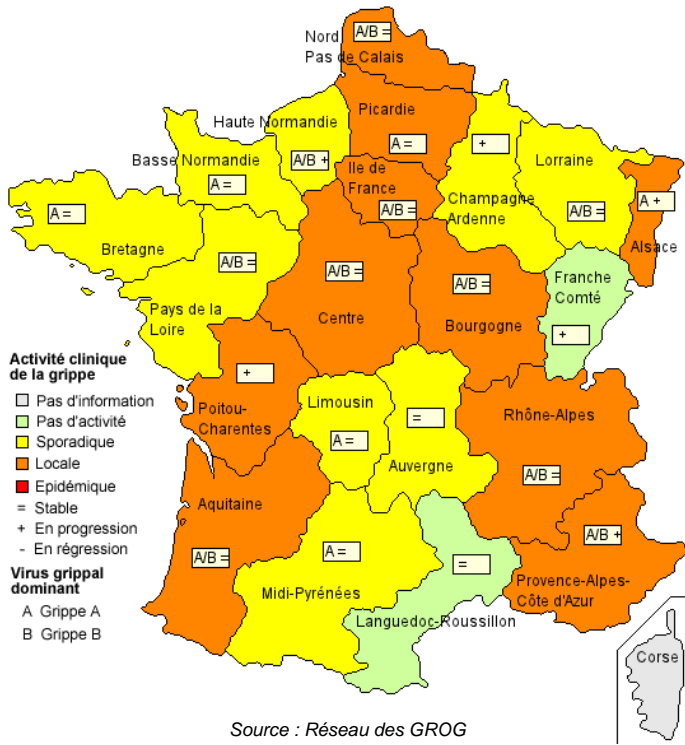 Nord
Pas de Calais
A/B =
Picardie
A =
Haute Normandie
A/B +
Basse Normandie
A =
Ile de
France
A/B =
+
Champagne
Ardenne
Lorraine
A/B =
A +
Alsace
A =
Bretagne
A/B =
Pays de la
Loire
A/B =
Centre
A/B =
Bourgogne
Franche
Comté
+
+
Poitou-
Charentes
Limousin
A =
=
Auvergne
Rhône-Alpes
A/B =
Aquitaine
A/B =
A =
Midi-Pyrénées
=
Languedoc-Roussillon
A/B +
Provence-Alpes-
Côte d'Azur
Corse
Activité clinique
de la grippe
Pas d'information
Pas d'activité
Sporadique
Locale
Epidémique
= Stable
+ En progression
- En régression
Virus grippal
dominant
A Grippe A
B Grippe B
Source : Réseau des GROG